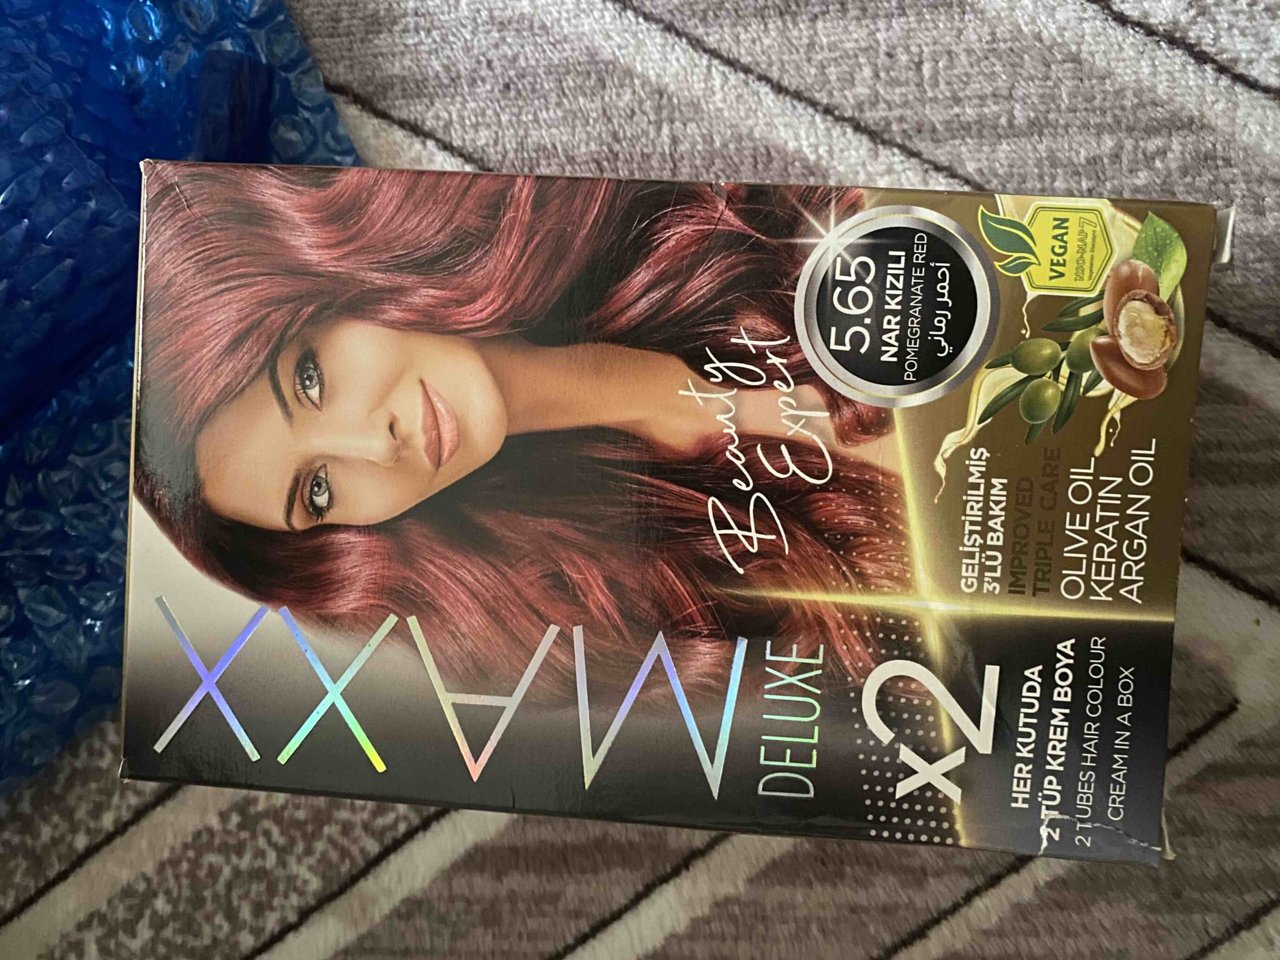 MAXX
DELUXE
Beauty
Expert
5.65
NAR KIZILI
POMEGRANATE RED
أحمر رماني
VEGAN
x2
HER KUTUDA
2 TÜP KREM BOYA
2 TUBES HAIR COLOUR
CREAM IN A BOX
GELİŞTİRİLMİŞ
3'LÜ BAKIM
IMPROVED
TRIPLE CARE
OLIVE OIL
KERATIN
ARGAN OIL